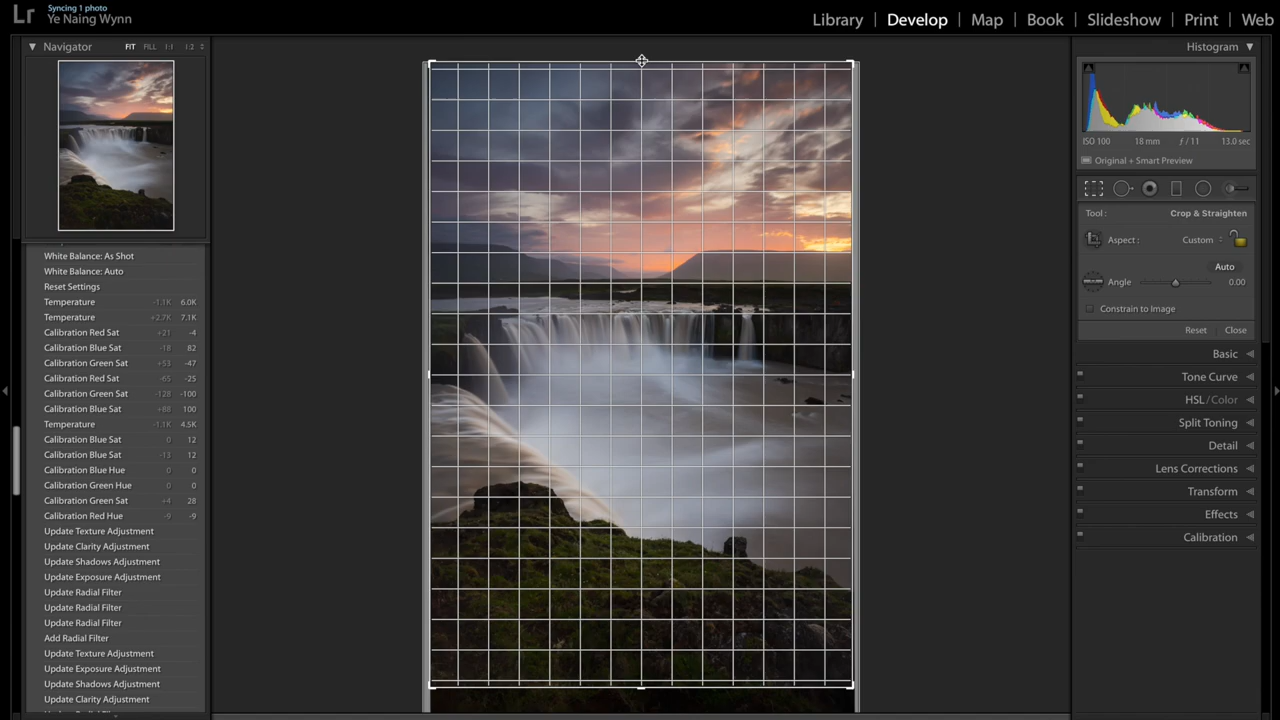 Lr
Syncing 1 photo
Ye Naing Wynn
Library | Develop | Map | Book | Slideshow | Print | Web
Navigator FIT FILL 1:1 1:2
White Balance: As Shot
White Balance: Auto
Reset Settings
Temperature -1.1K 6.0K
Temperature +2.7K 7.1K
Calibration Red Sat +21 -4
Calibration Blue Sat -18 82
Calibration Green Sat +53 -47
Calibration Red Sat -65 -25
Calibration Green Sat -128 -100
Calibration Blue Sat +88 100
Temperature -1.1K 4.5K
Calibration Blue Sat 0 12
Calibration Blue Sat -13 12
Calibration Blue Hue 0 0
Calibration Green Hue 0 0
Calibration Green Sat +4 28
Calibration Red Hue -9 -9
Update Texture Adjustment
Update Clarity Adjustment
Update Shadows Adjustment
Update Exposure Adjustment
Update Radial Filter
Update Radial Filter
Update Radial Filter
Add Radial Filter
Update Texture Adjustment
Update Exposure Adjustment
Update Shadows Adjustment
Update Clarity Adjustment
Histogram
ISO 100 18 mm ƒ / 11 13.0 sec
Original + Smart Preview
Tool : Crop & Straighten
Aspect : Custom
Auto
Angle 0.00
Constrain to Image
Reset Close
Basic
Tone Curve
HSL / Color
Split Toning
Detail
Lens Corrections
Transform
Effects
Calibration